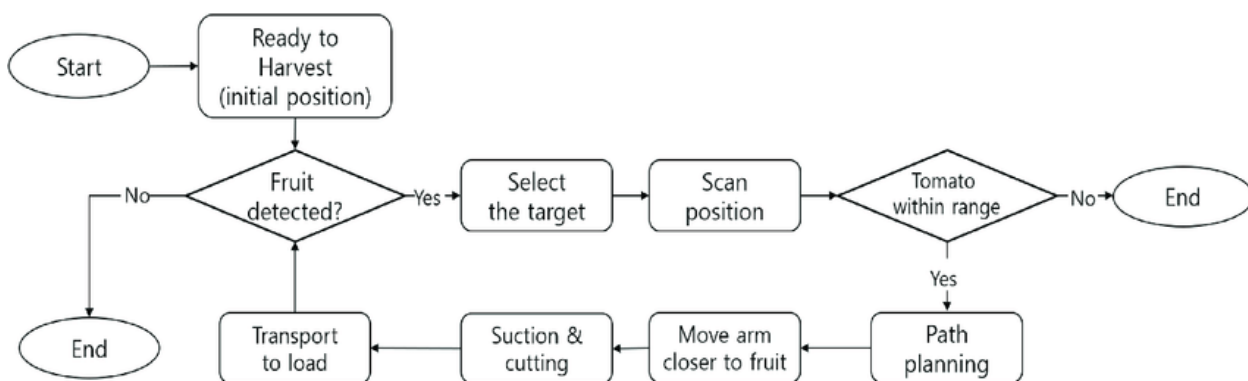 Start
Ready to
Harvest
(initial position)
Fruit
detected?
No
End
Yes
Select
the target
Scan
position
Tomato
within range
No
End
Yes
Path
planning
Move arm
closer to fruit
Suction &
cutting
Transport
to load